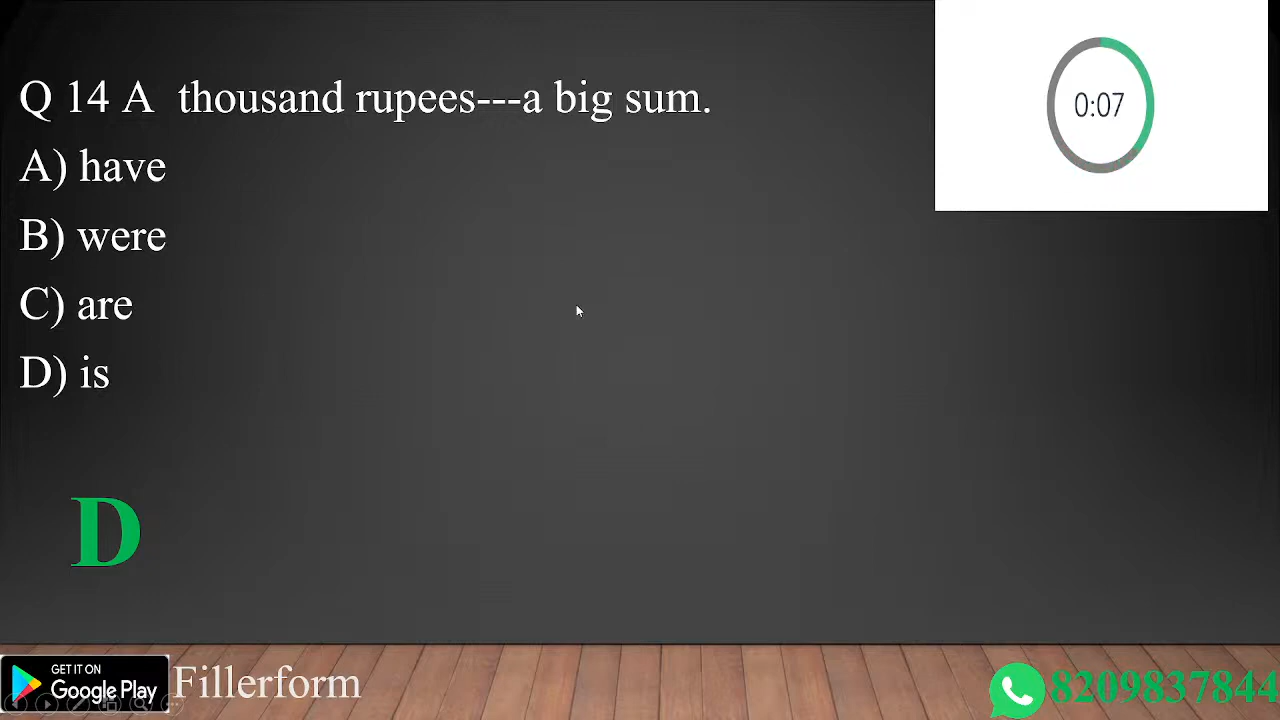 Q 14 A  thousand rupees---a big sum.
0:07
A) have
B) were
C) are
D) is
D
GET IT ON
Google Play
Fillerform
8209837844